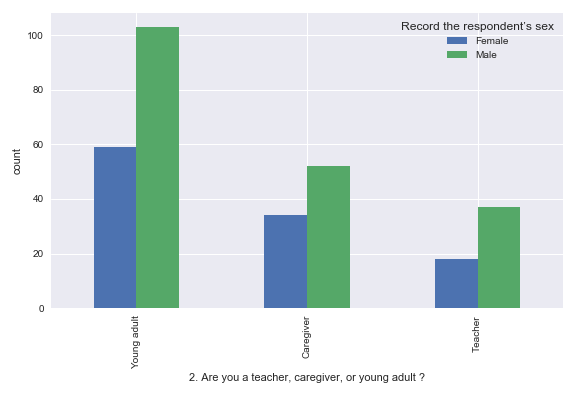 Record the respondent's sex
Female
Male
100
80
60
40
20
0
count
Young adult
Caregiver
Teacher
2. Are you a teacher, caregiver, or young adult ?